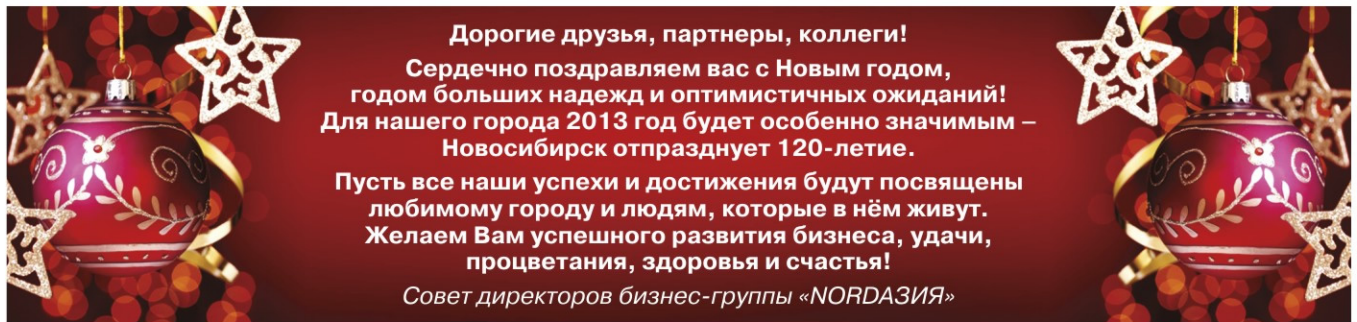 Дорогие друзья, партнеры, коллеги!
Сердечно поздравляем вас с Новым годом,
годом больших надежд и оптимистичных ожиданий!
Для нашего города 2013 год будет особенно значимым –
Новосибирск отпразднует 120-летие.
Пусть все наши успехи и достижения будут посвящены
любимому городу и людям, которые в нём живут.
Желаем Вам успешного развития бизнеса, удачи,
процветания, здоровья и счастья!
Совет директоров бизнес-группы «NORDАЗИЯ»